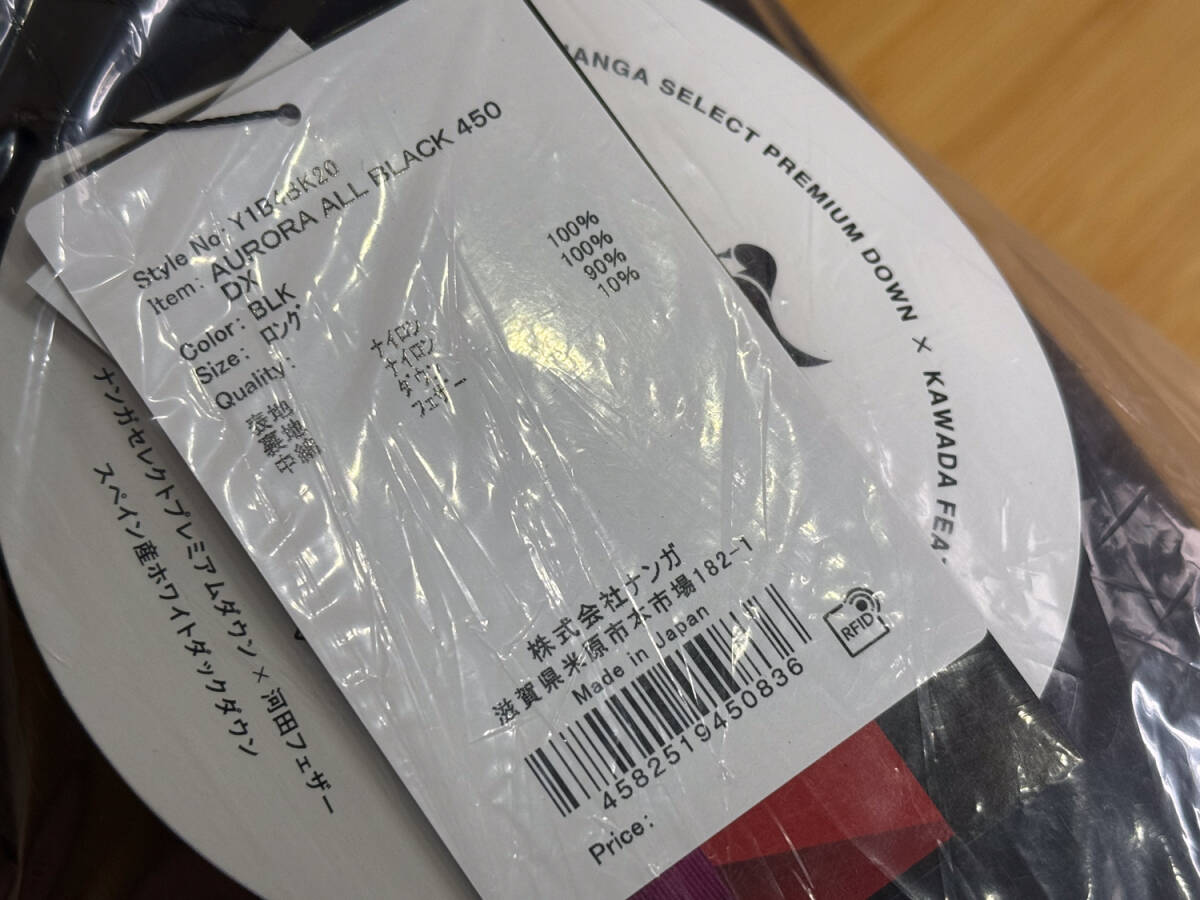 Style No: Y1B4BK20
Item: AURORA ALL BLACK 450
DX
Color: BLK
Size: ロング
Quality:
表地 ナイロン 100%
裏地 ナイロン 100%
中綿 ダウン 90%
フェザー 10%
株式会社ナンガ
滋賀県米原市本市場182-1
Made in Japan
4582519450836
Price:
RFID
NANGA SELECT PREMIUM DOWN × KAWADA FEA
ナンガセレクトプレミアムダウン × 河田フェザー
スペイン産ホワイトダックダウン